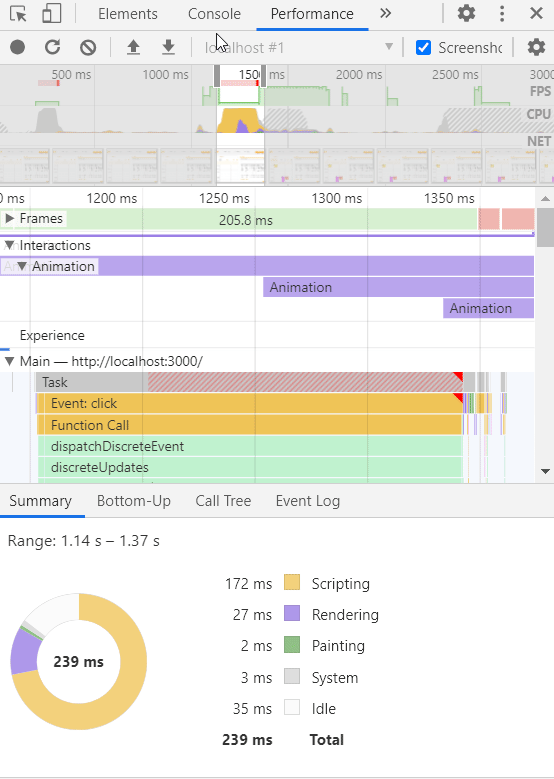 Elements Console Performance »
localhost #1 Screenshc
500 ms 1000 ms 1500 ms 2000 ms 2500 ms 3000
FPS
CPU
NET
0 ms 1200 ms 1250 ms 1300 ms 1350 ms
Frames 205.8 ms
Interactions
Animation
Animation
Animation
Experience
Main — http://localhost:3000/
Task
Event: click
Function Call
dispatchDiscreteEvent
discreteUpdates
Summary Bottom-Up Call Tree Event Log
Range: 1.14 s – 1.37 s
172 ms Scripting
27 ms Rendering
239 ms 2 ms Painting
3 ms System
35 ms Idle
239 ms Total